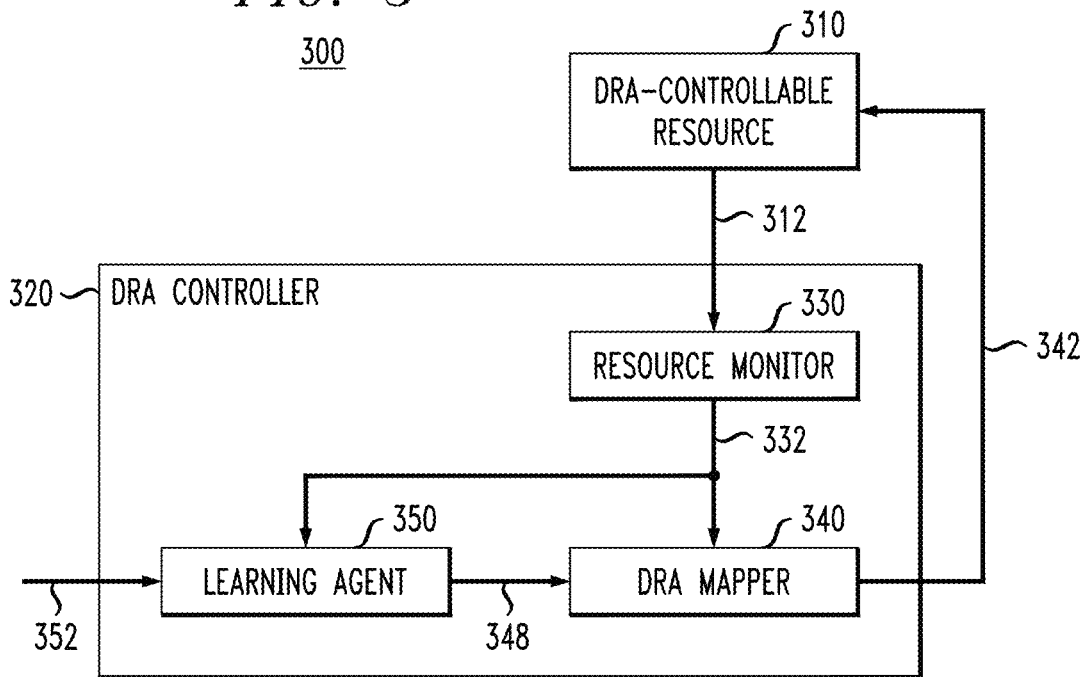 300
310
DRA-CONTROLLABLE
RESOURCE
312
320
DRA CONTROLLER
330
RESOURCE MONITOR
342
332
350
340
LEARNING AGENT
DRA MAPPER
352
348